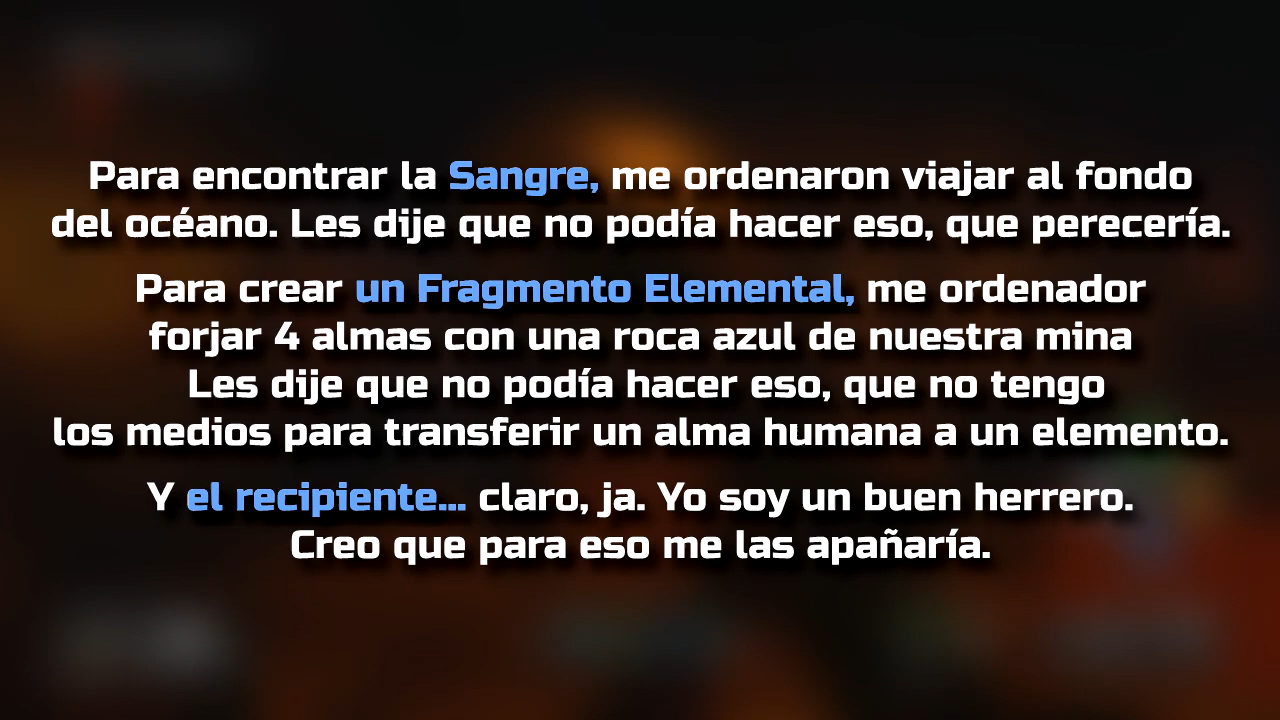 Para encontrar la Sangre, me ordenaron viajar al fondo
del océano. Les dije que no podía hacer eso, que perecería.
Para crear un Fragmento Elemental, me ordenador
forjar 4 almas con una roca azul de nuestra mina
Les dije que no podía hacer eso, que no tengo
los medios para transferir un alma humana a un elemento.
Y el recipiente... claro, ja. Yo soy un buen herrero.
Creo que para eso me las apañaría.